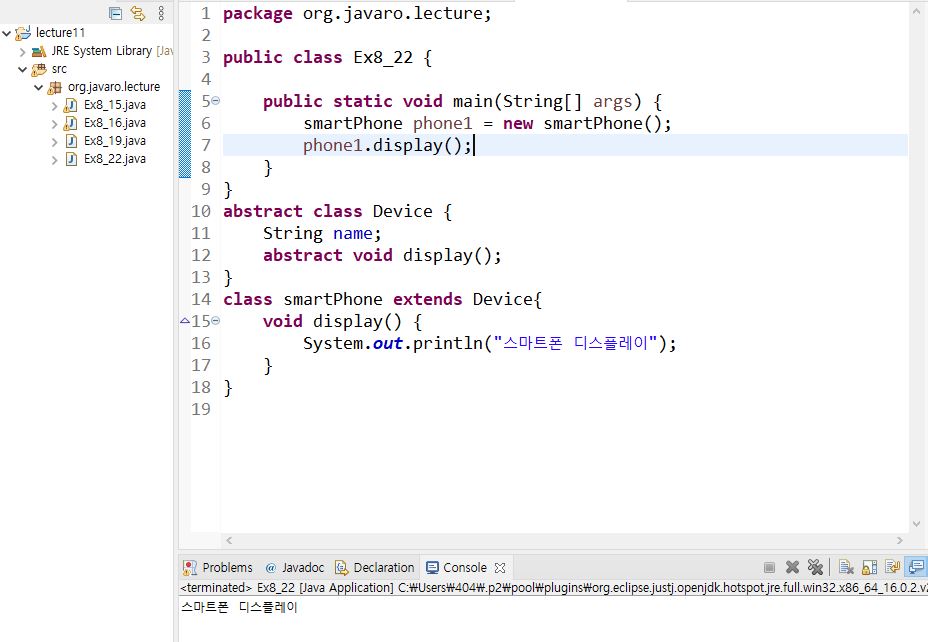 lecture11
JRE System Library [Jav
src
org.javaro.lecture
Ex8_15.java
Ex8_16.java
Ex8_19.java
Ex8_22.java
1 package org.javaro.lecture;
2
3 public class Ex8_22 {
4
5 public static void main(String[] args) {
6 smartPhone phone1 = new smartPhone();
7 phone1.display();
8 }
9 }
10 abstract class Device {
11 String name;
12 abstract void display();
13 }
14 class smartPhone extends Device{
15 void display() {
16 System.out.println("스마트폰 디스플레이");
17 }
18 }
19
Problems @ Javadoc Declaration Console
<terminated> Ex8_22 [Java Application] C:₩Users₩404₩.p2₩pool₩plugins₩org.eclipse.justj.openjdk.hotspot.jre.full.win32.x86_64_16.0.2.v2
스마트폰 디스플레이